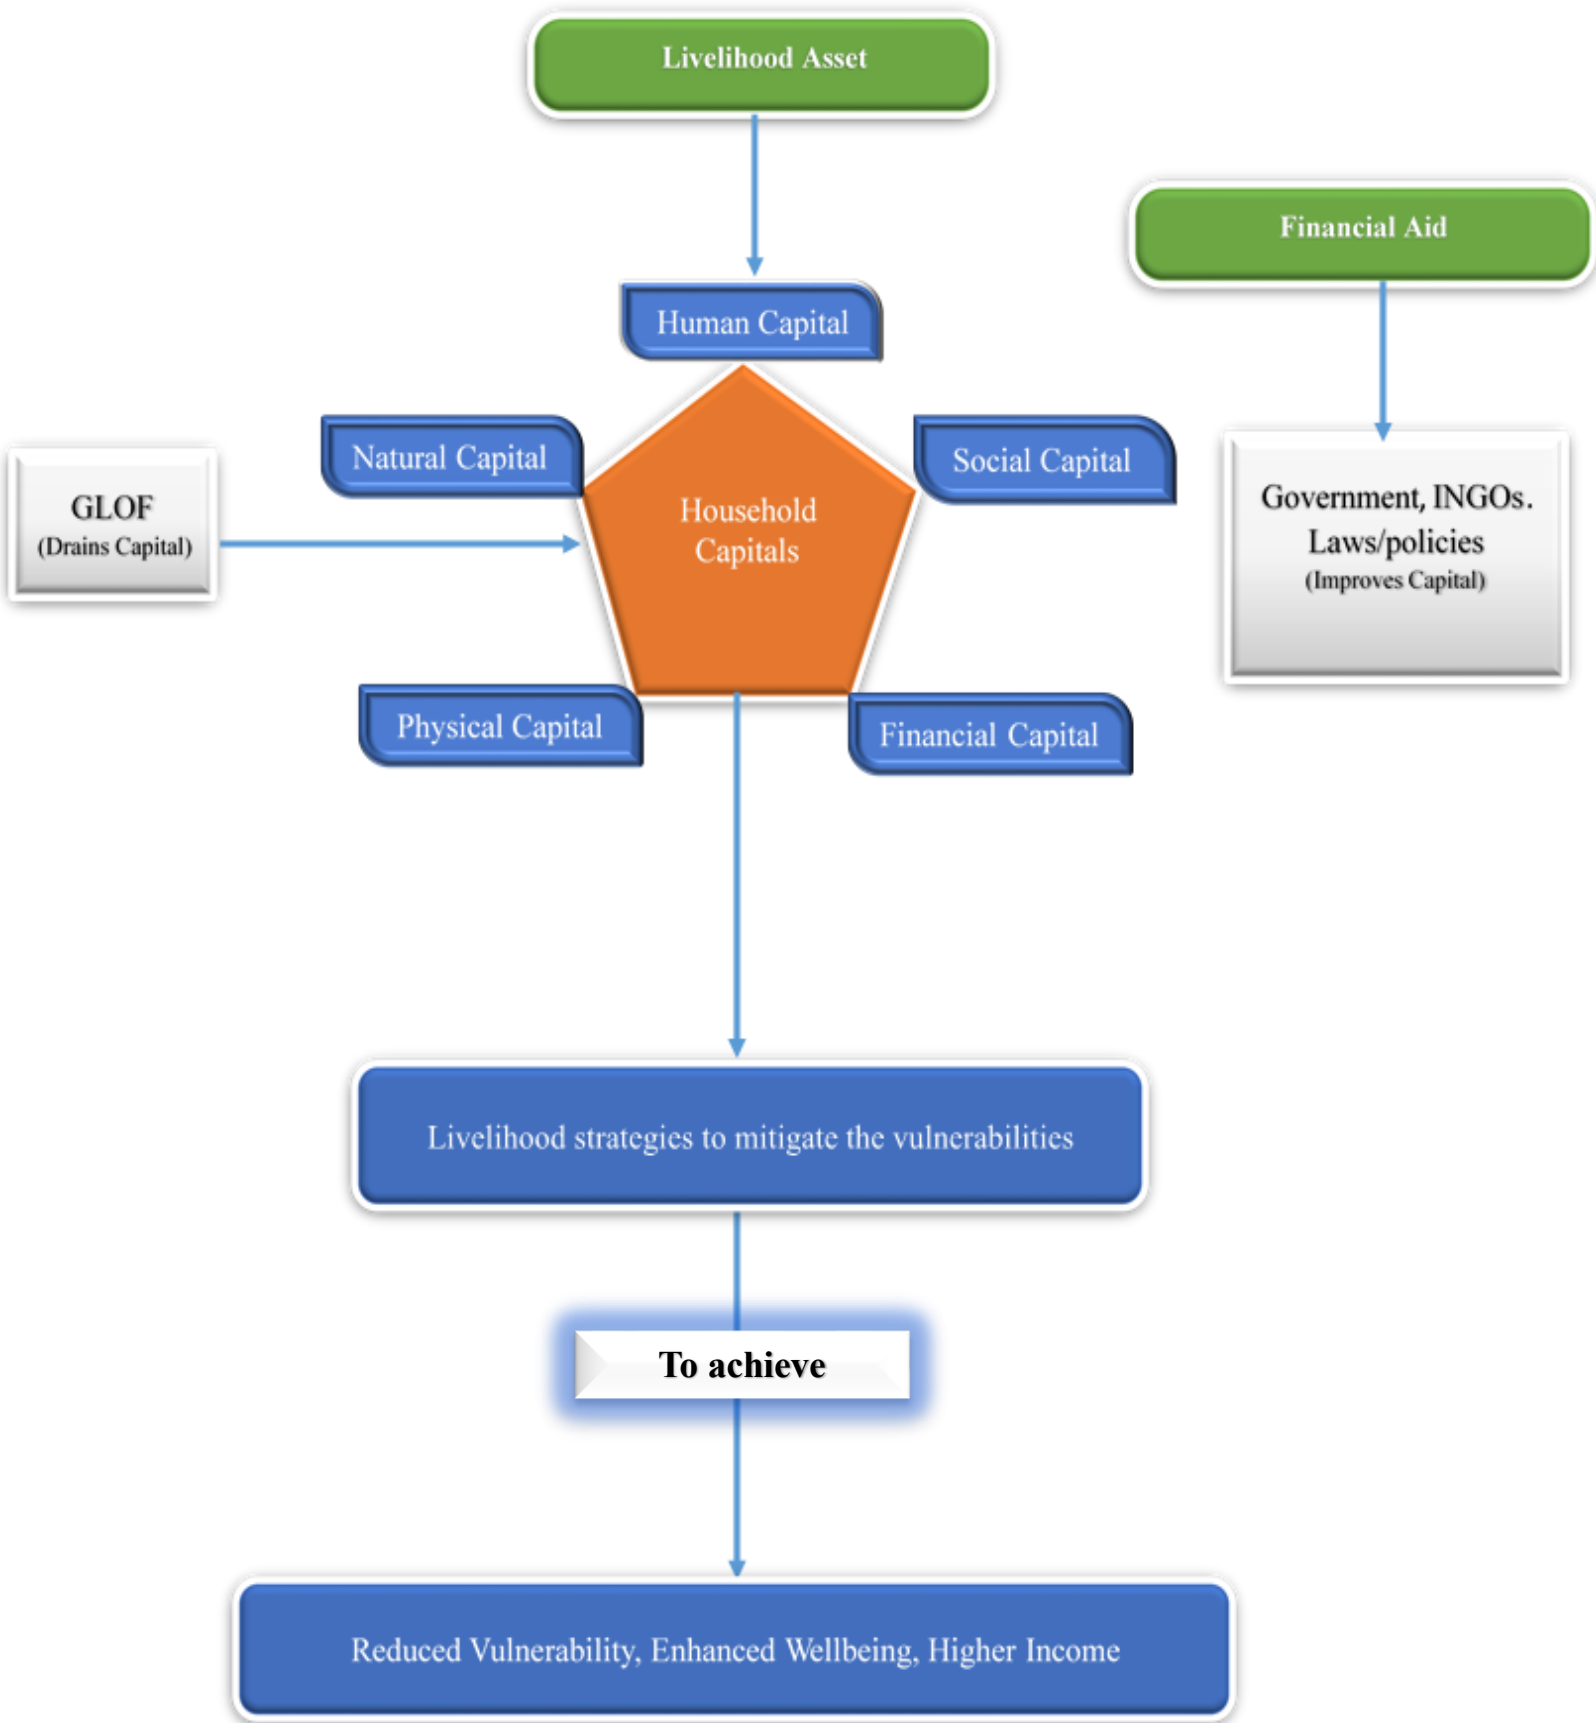 Livelihood Asset
Financial Aid
Human Capital
Natural Capital
Social Capital
GLOF
(Drains Capital)
Household
Capitals
Government, INGOs.
Laws/policies
(Improves Capital)
Physical Capital
Financial Capital
Livelihood strategies to mitigate the vulnerabilities
To achieve
Reduced Vulnerability, Enhanced Wellbeing, Higher Income